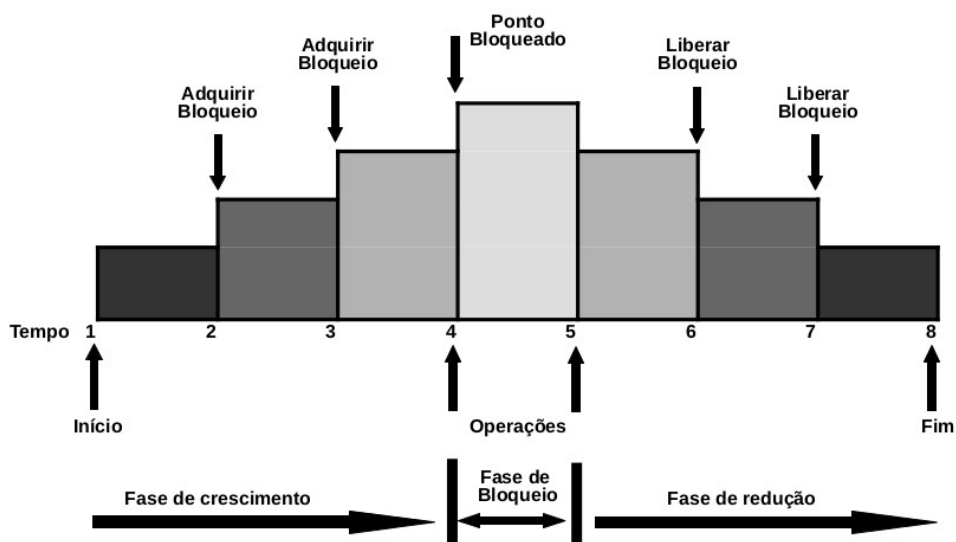 Ponto
Bloqueado
Adquirir
Bloqueio
Liberar
Bloqueio
Adquirir
Bloqueio
Liberar
Bloqueio
Tempo 1 2 3 4 5 6 7 8
Início
Operações
Fim
Fase de crescimento
Fase de
Bloqueio
Fase de redução